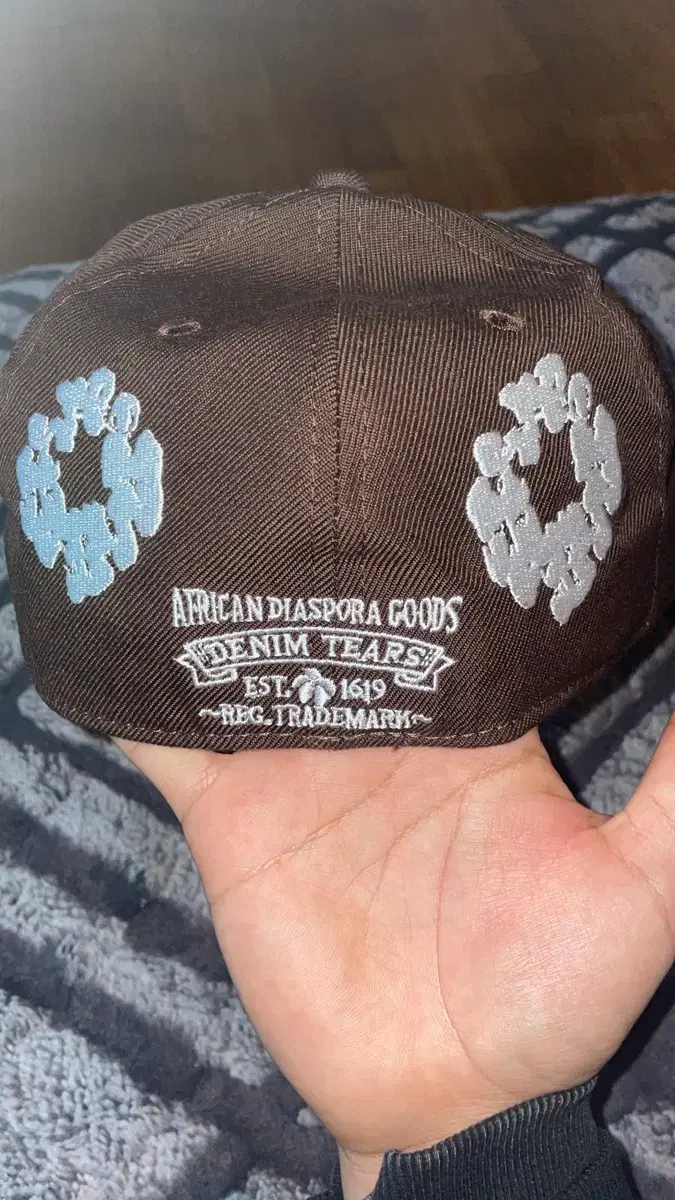 AFRICAN DIASPORA GOODS
DENIM TEARS
EST. 1619
~REG. TRADEMARK~